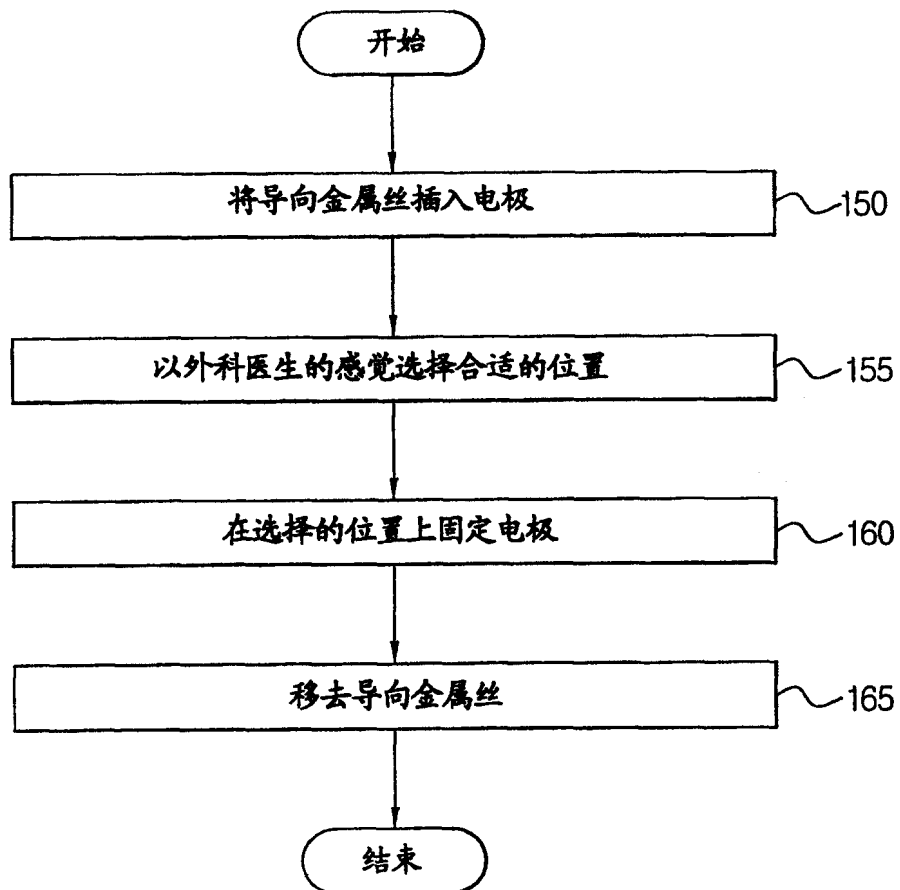 开始
将导向金属丝插入电极
150
以外科医生的感觉选择合适的位置
155
在选择的位置上固定电极
160
移去导向金属丝
165
结束